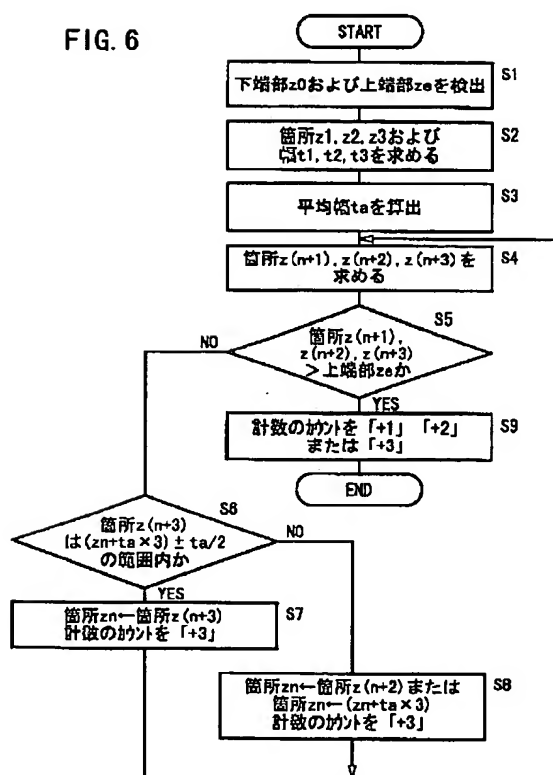 FIG. 6
START
下端部z0および上端部zeを検出
S1
箇所z1, z2, z3および
幅t1, t2, t3を求める
S2
平均幅taを算出
S3
箇所z(n+1), z(n+2), z(n+3)を
求める
S4
箇所z(n+1),
z(n+2), z(n+3)
>上端部zeか
S5
NO
YES
計数のカウントを「+1」「+2」
または「+3」
S9
END
箇所z(n+3)
は(zn+ta×3)±ta/2
の範囲内か
S6
NO
YES
箇所zn←箇所z(n+3)
計数のカウントを「+3」
S7
箇所zn←箇所z(n+2)または
箇所zn←(zn+ta×3)
計数のカウントを「+3」
S8